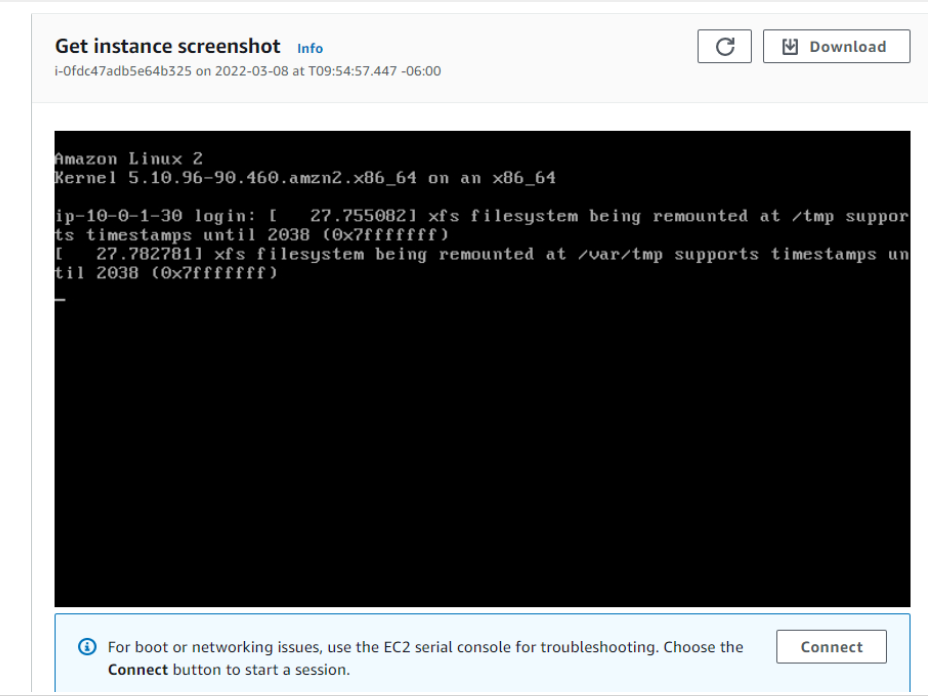 Get instance screenshot Info
Download
i-0fdc47adb5e64b325 on 2022-03-08 at T09:54:57.447 -06:00
Amazon Linux 2
Kernel 5.10.96-90.460.amzn2.x86_64 on an x86_64
ip-10-0-1-30 login: [   27.755082] xfs filesystem being remounted at /tmp suppor
ts timestamps until 2038 (0x7fffffff)
[   27.782781] xfs filesystem being remounted at /var/tmp supports timestamps un
til 2038 (0x7fffffff)
For boot or networking issues, use the EC2 serial console for troubleshooting. Choose the
Connect button to start a session.
Connect